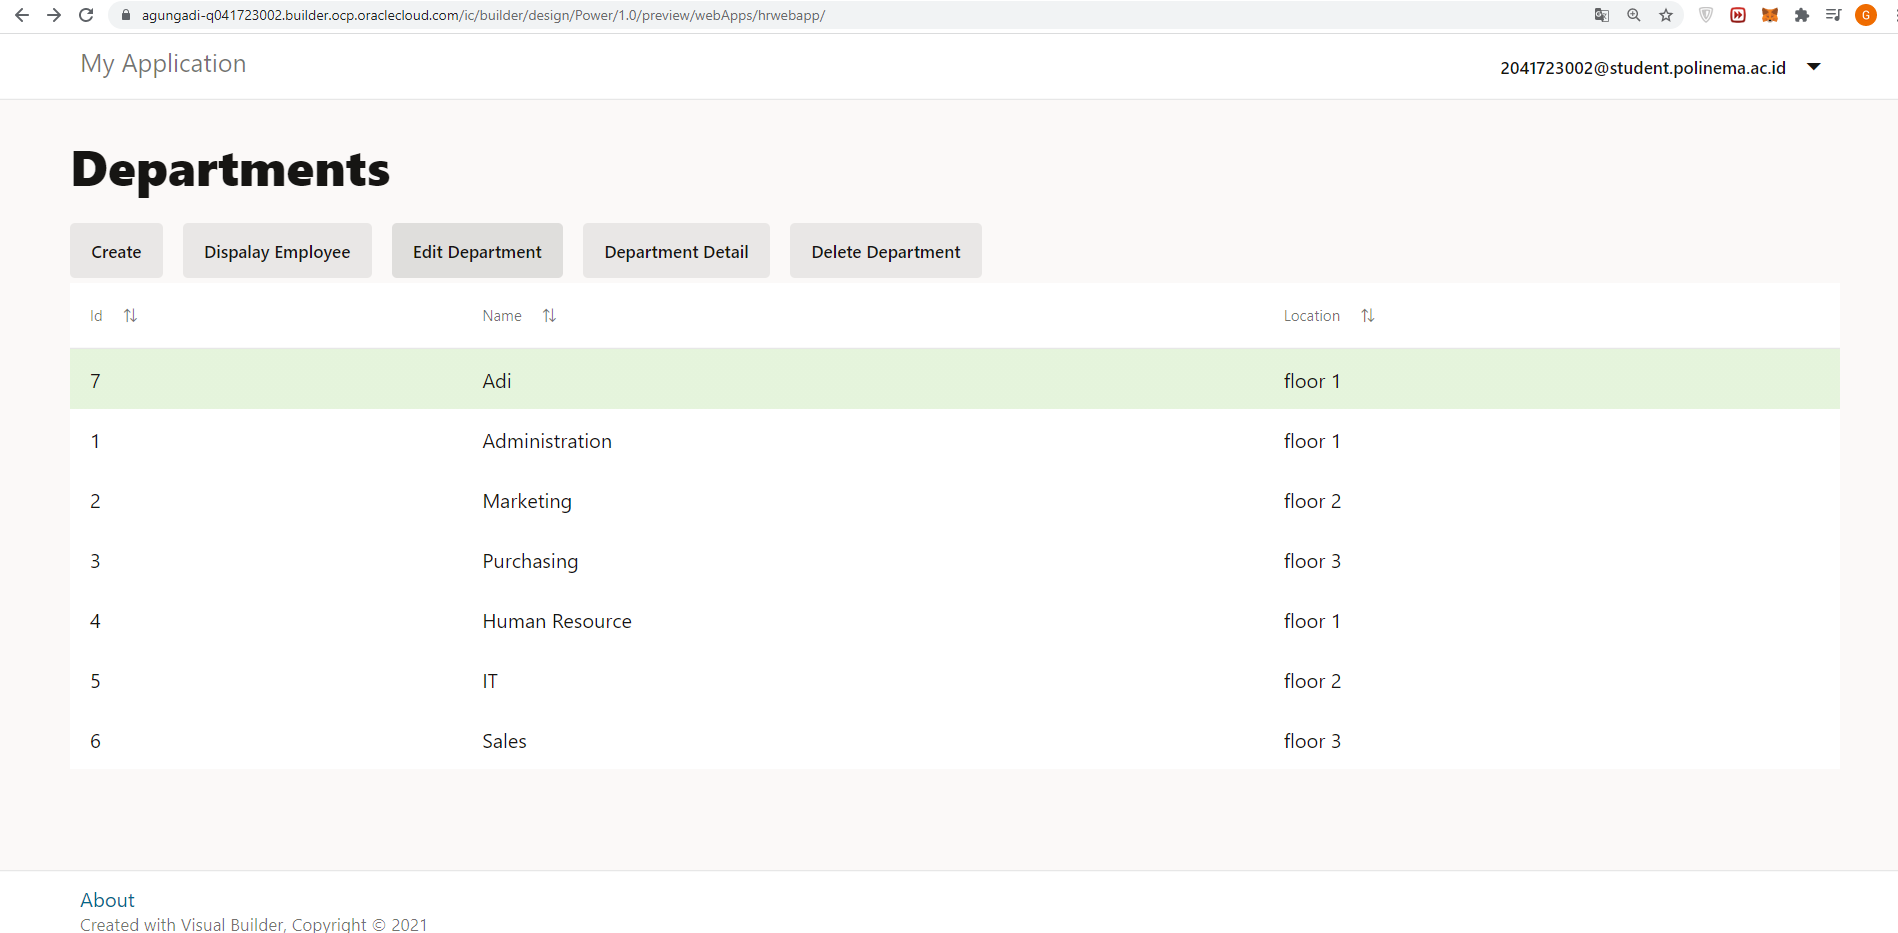 agungadi-q041723002.builder.ocp.oraclecloud.com/ic/builder/design/Power/1.0/preview/webApps/hrwebapp/
G
My Application
2041723002@student.polinema.ac.id
Departments
Create Dispalay Employee Edit Department Department Detail Delete Department
Id Name Location
7 Adi floor 1
1 Administration floor 1
2 Marketing floor 2
3 Purchasing floor 3
4 Human Resource floor 1
5 IT floor 2
6 Sales floor 3
About
Created with Visual Builder, Copyright © 2021